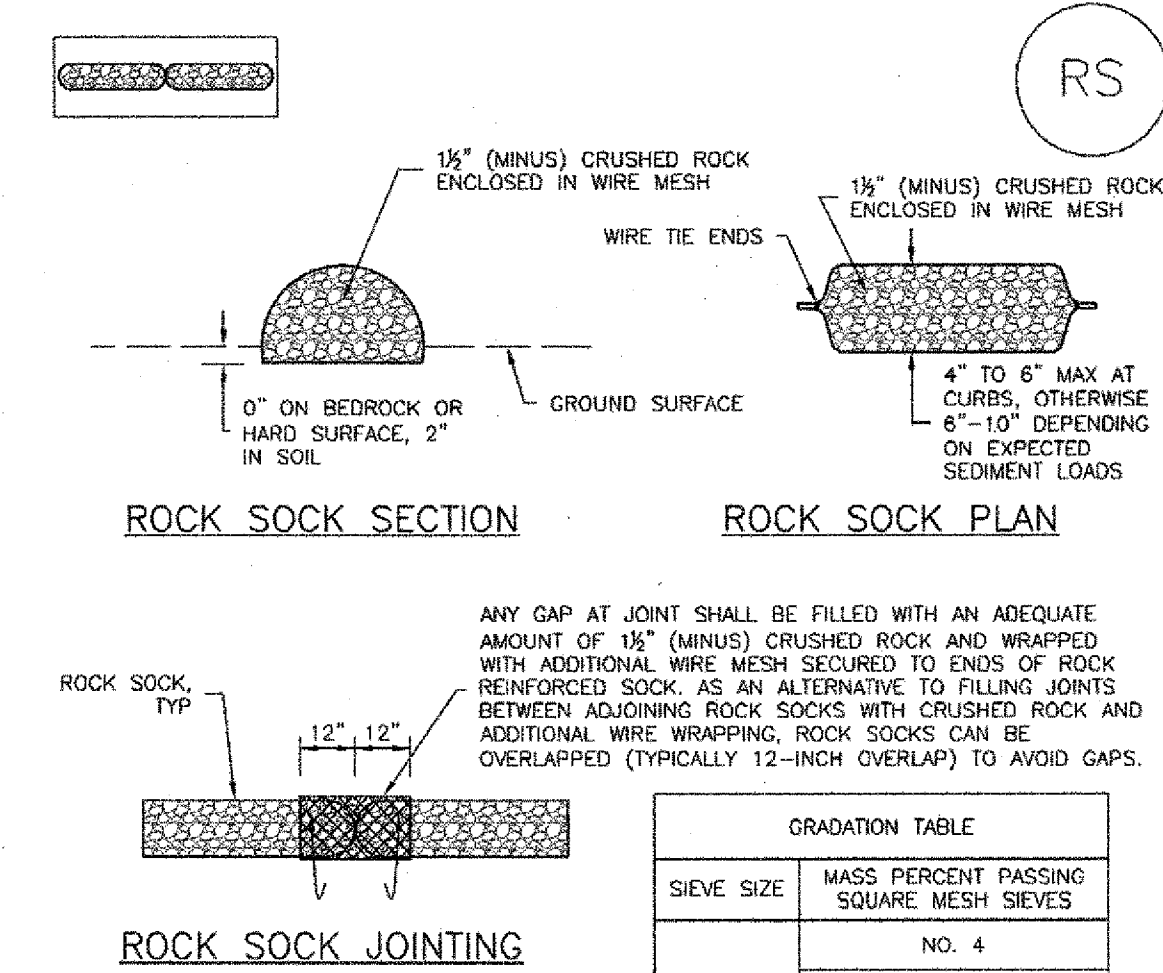 RS
1½" (MINUS) CRUSHED ROCK
ENCLOSED IN WIRE MESH
0" ON BEDROCK OR
HARD SURFACE, 2"
IN SOIL
GROUND SURFACE
ROCK SOCK SECTION
1½" (MINUS) CRUSHED ROCK
ENCLOSED IN WIRE MESH
WIRE TIE ENDS
4" TO 6" MAX AT
CURBS, OTHERWISE
6"-10" DEPENDING
ON EXPECTED
SEDIMENT LOADS
ROCK SOCK PLAN
ANY GAP AT JOINT SHALL BE FILLED WITH AN ADEQUATE
AMOUNT OF 1½" (MINUS) CRUSHED ROCK AND WRAPPED
WITH ADDITIONAL WIRE MESH SECURED TO ENDS OF ROCK
REINFORCED SOCK. AS AN ALTERNATIVE TO FILLING JOINTS
BETWEEN ADJOINING ROCK SOCKS WITH CRUSHED ROCK AND
ADDITIONAL WIRE WRAPPING, ROCK SOCKS CAN BE
OVERLAPPED (TYPICALLY 12-INCH OVERLAP) TO AVOID GAPS.
ROCK SOCK,
TYP
12" 12"
ROCK SOCK JOINTING
GRADATION TABLE
SIEVE SIZE
MASS PERCENT PASSING
SQUARE MESH SIEVES
NO. 4